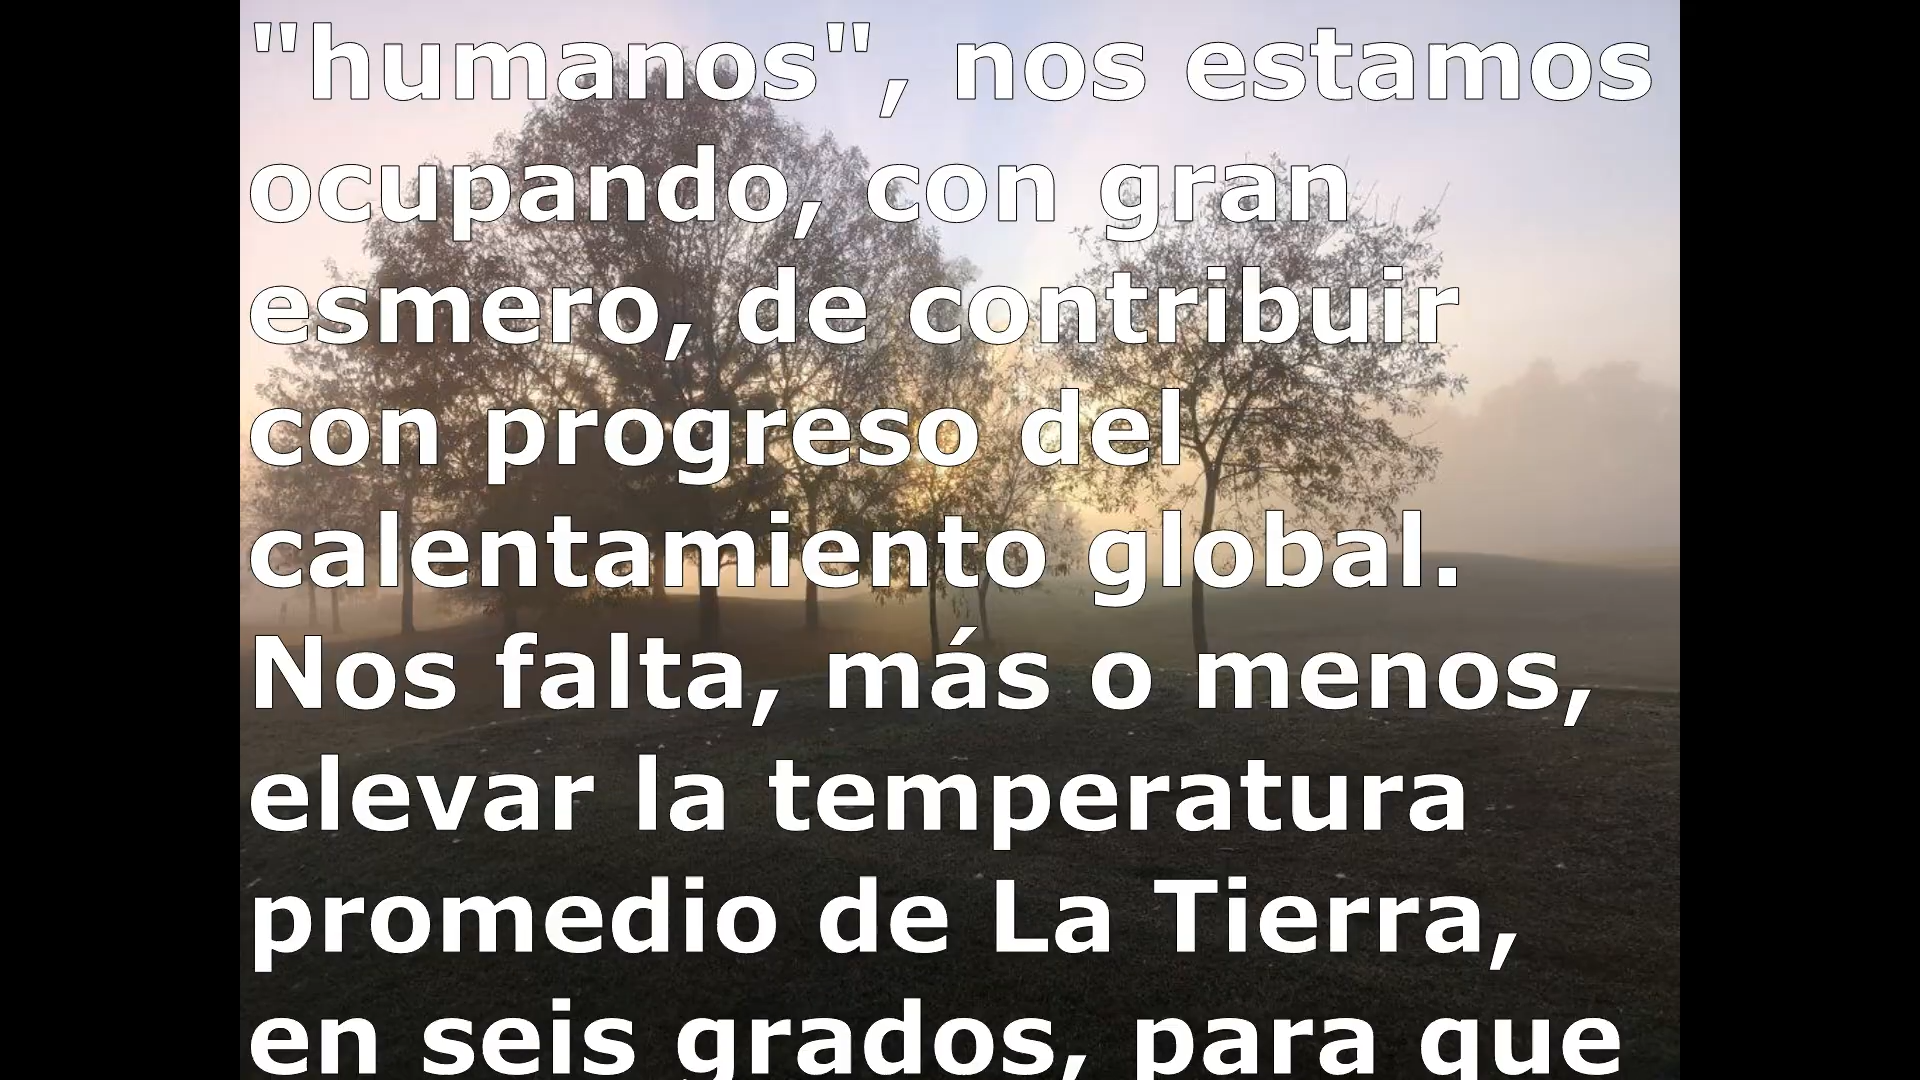 "humanos", nos estamos
ocupando, con gran
esmero, de contribuir
con progreso del
calentamiento global.
Nos falta, más o menos,
elevar la temperatura
promedio de La Tierra,
en seis grados, para que